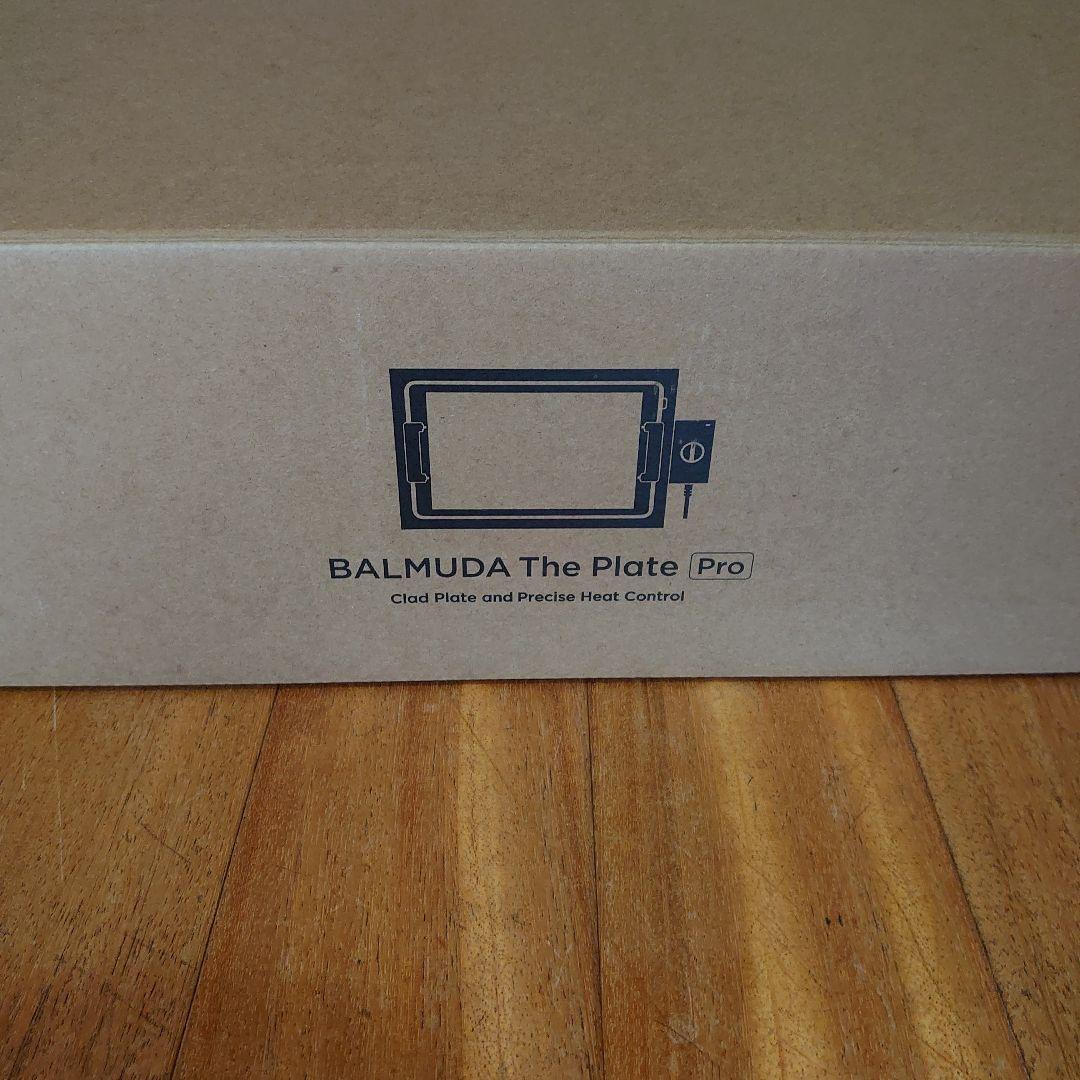 BALMUDA The Plate Pro
Clad Plate and Precise Heat Control